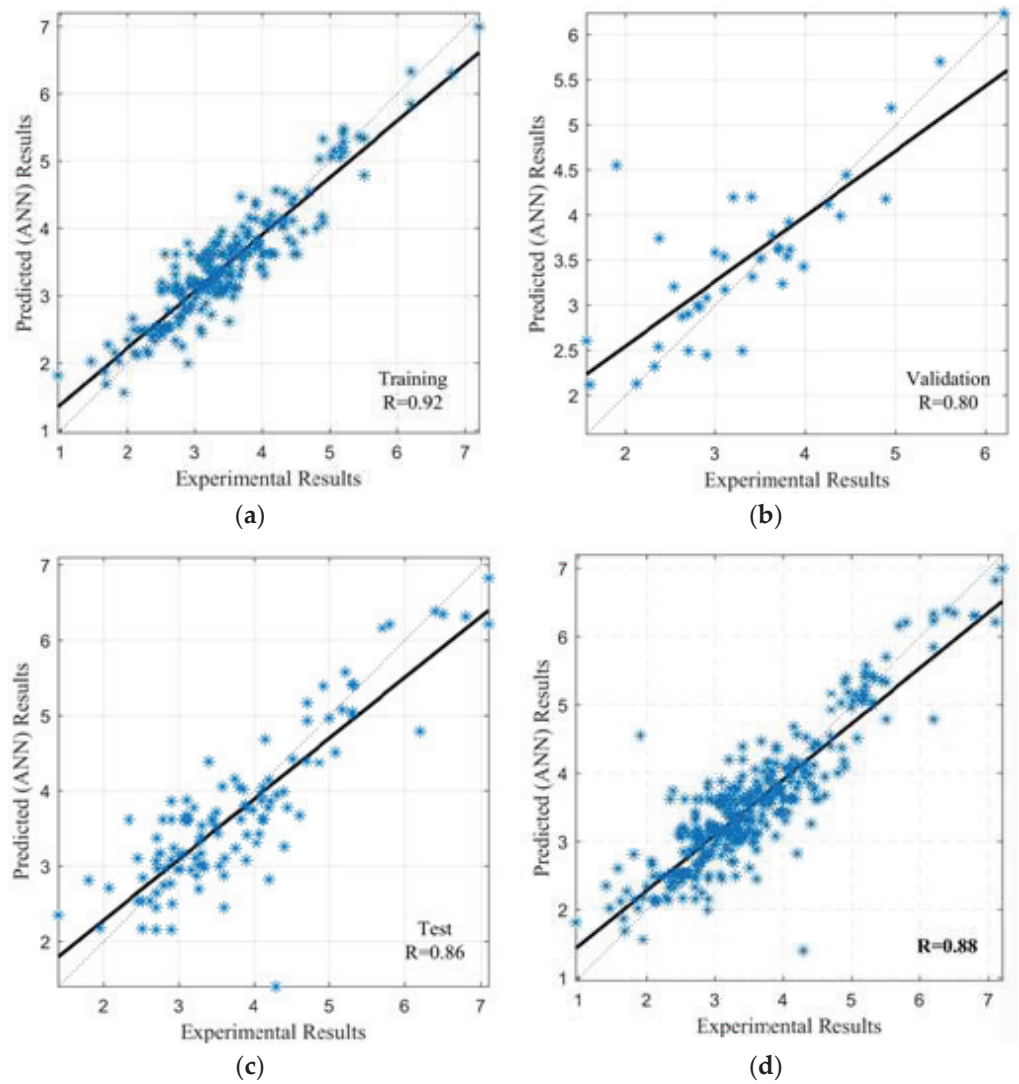 7
6
5
4
3
2
1
Predicted (ANN) Results
Training
R=0.92
1 2 3 4 5 6 7
Experimental Results
(a)
6
5.5
5
4.5
4
3.5
3
2.5
2
Predicted (ANN) Results
Validation
R=0.80
2 3 4 5 6
Experimental Results
(b)
7
6
5
4
3
2
Predicted (ANN) Results
Test
R=0.86
2 3 4 5 6 7
Experimental Results
(c)
7
6
5
4
3
2
1
Predicted (ANN) Results
R=0.88
1 2 3 4 5 6 7
Experimental Results
(d)